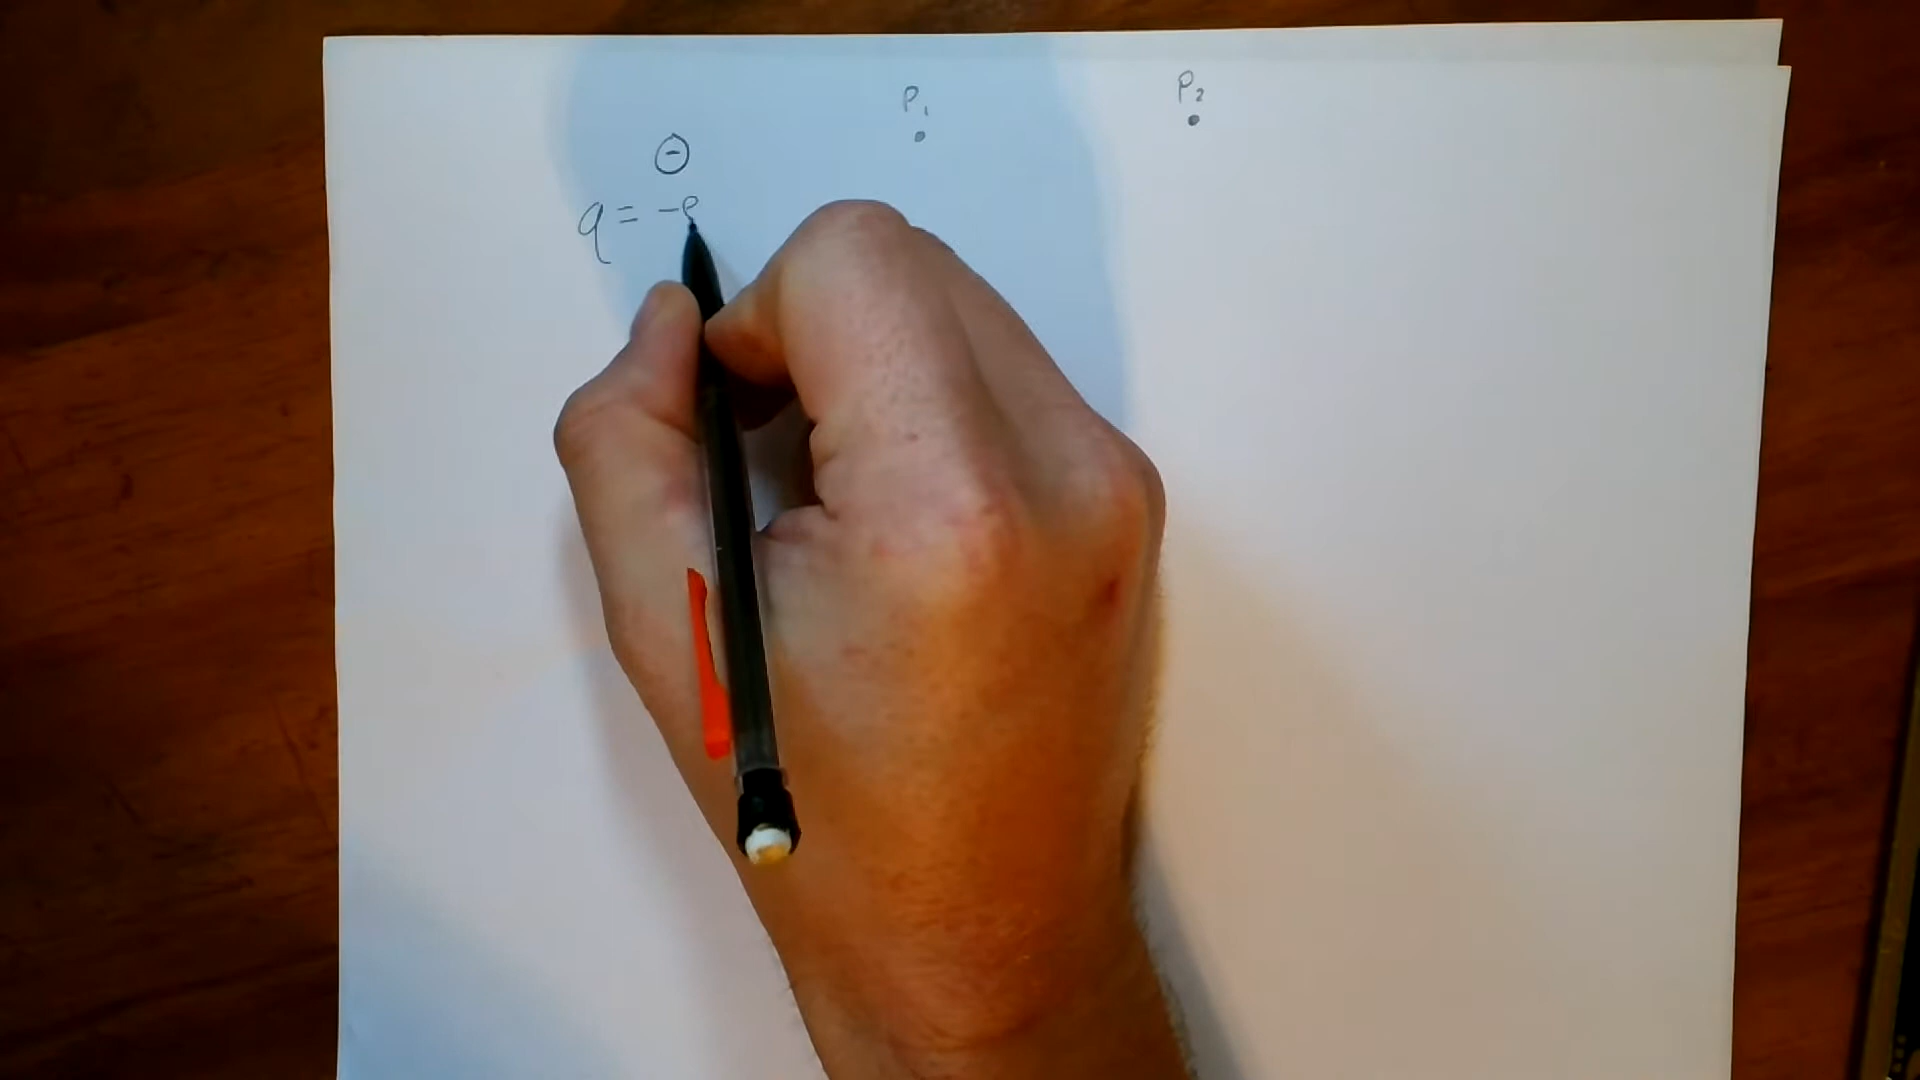 P₁
P₂
⊖
q = -